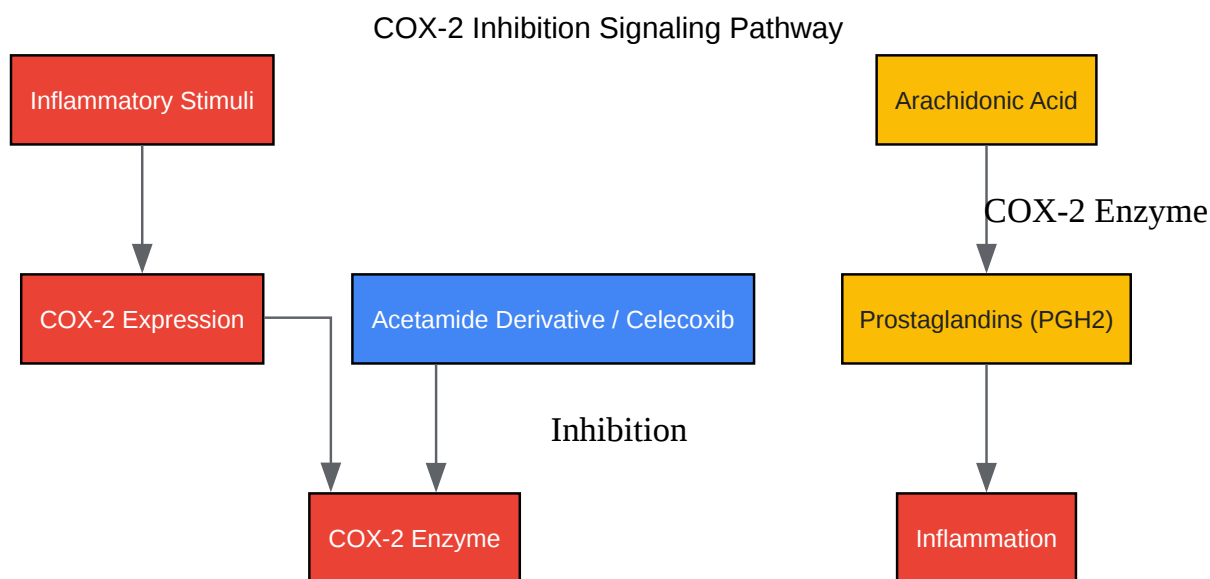 COX-2 Inhibition Signaling Pathway
Inflammatory Stimuli
Arachidonic Acid
COX-2 Enzyme
COX-2 Expression
Acetamide Derivative / Celecoxib
Prostaglandins (PGH2)
Inhibition
COX-2 Enzyme
Inflammation